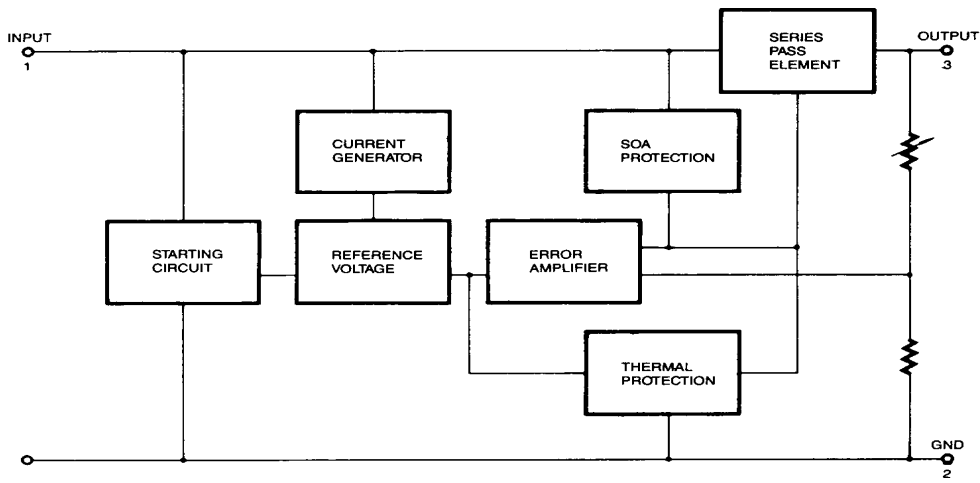 INPUT
1
SERIES
PASS
ELEMENT
OUTPUT
3
CURRENT
GENERATOR
SOA
PROTECTION
STARTING
CIRCUIT
REFERENCE
VOLTAGE
ERROR
AMPLIFIER
THERMAL
PROTECTION
GND
2